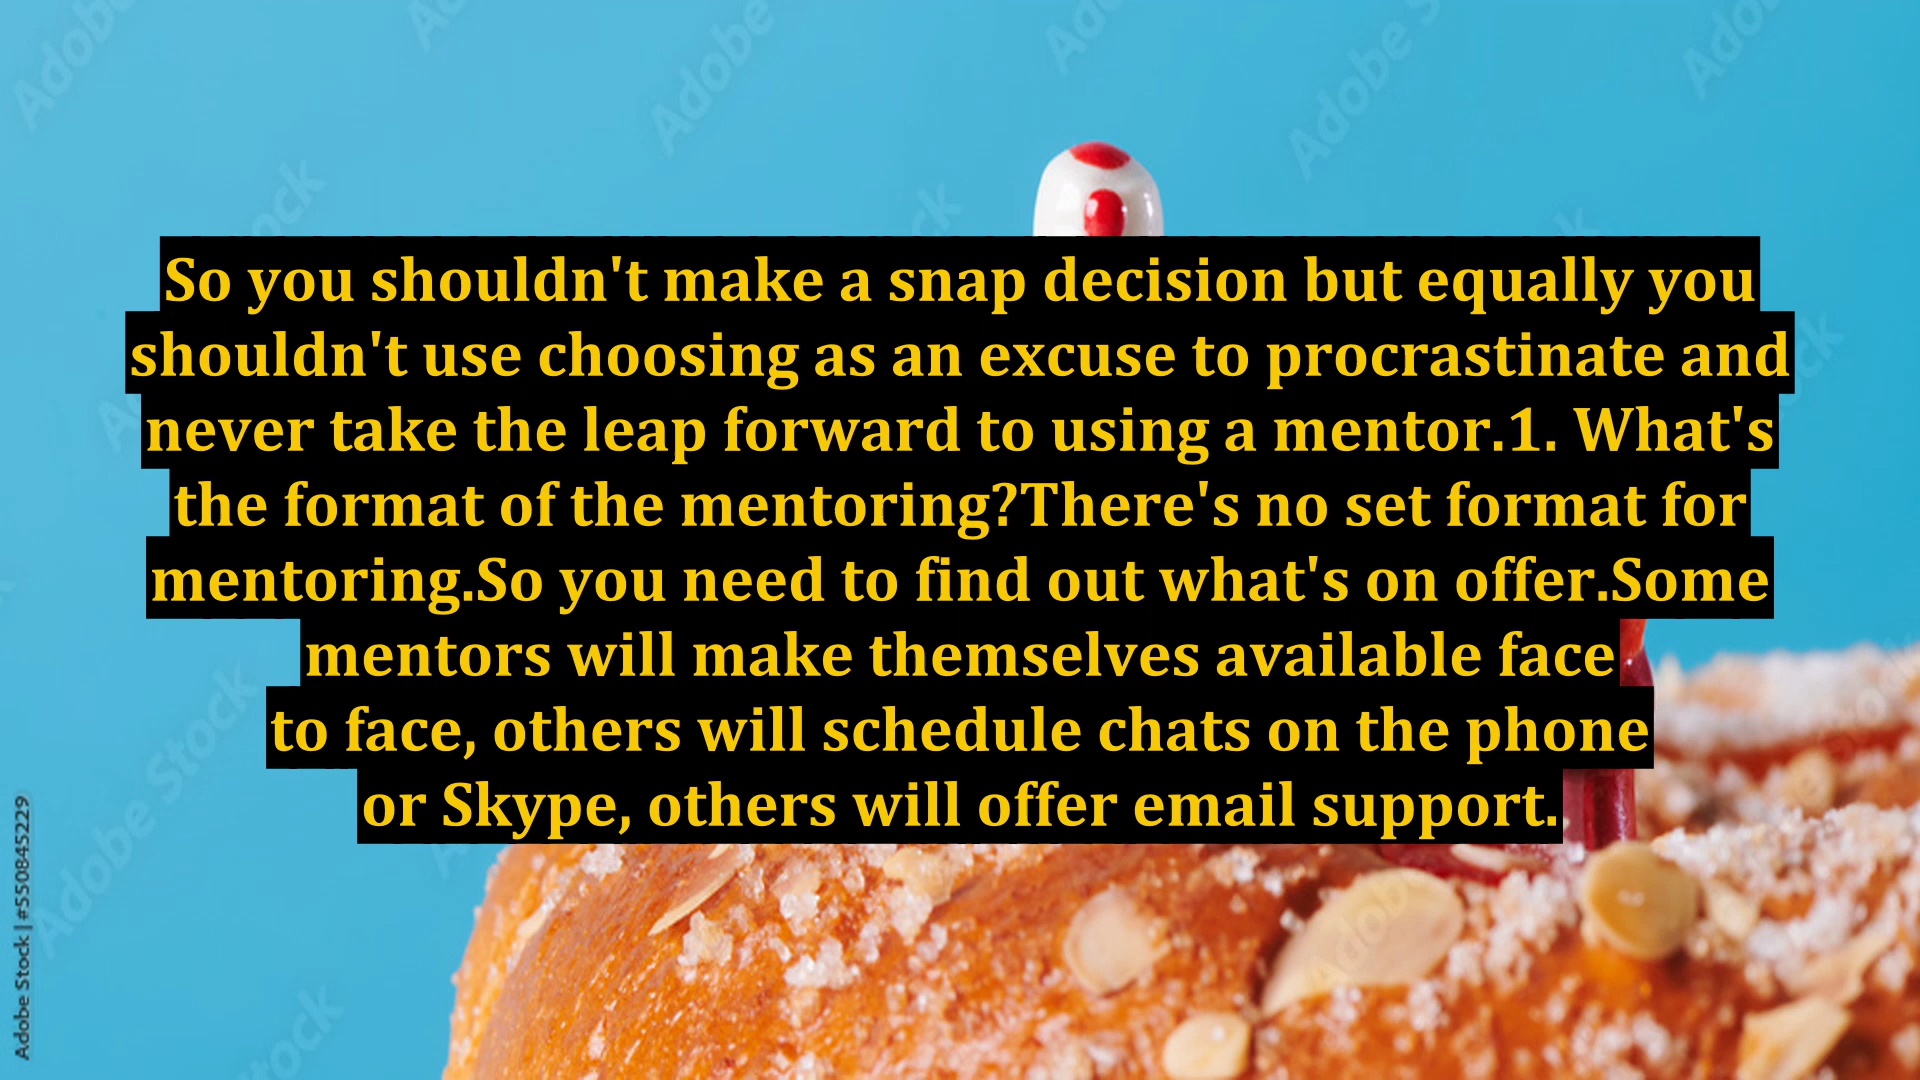 So you shouldn't make a snap decision but equally you
shouldn't use choosing as an excuse to procrastinate and
never take the leap forward to using a mentor.1. What's
the format of the mentoring?There's no set format for
mentoring.So you need to find out what's on offer.Some
mentors will make themselves available face
to face, others will schedule chats on the phone
or Skype, others will offer email support.
Adobe Stock | #5508452229